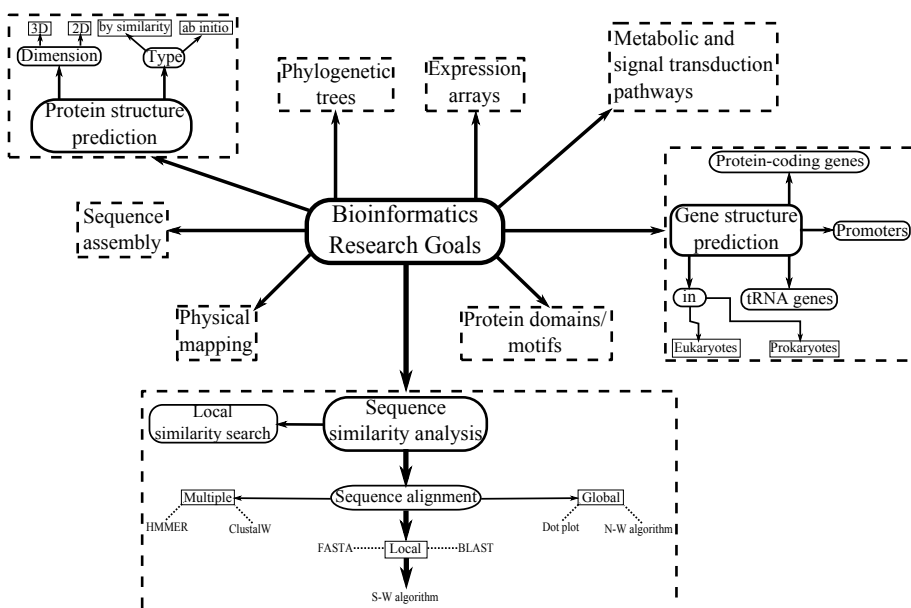 3D
2D
by similarity
ab initio
Dimension
Type
Protein structure
prediction
Phylogenetic
trees
Expression
arrays
Metabolic and
signal transduction
pathways
Sequence
assembly
Bioinformatics
Research Goals
Protein-coding genes
Gene structure
prediction
Promoters
in
tRNA genes
Eukaryotes
Prokaryotes
Physical
mapping
Protein domains/
motifs
Local
similarity search
Sequence
similarity analysis
Multiple
Sequence alignment
Global
HMMER
ClustalW
Dot plot
N-W algorithm
FASTA
Local
BLAST
S-W algorithm